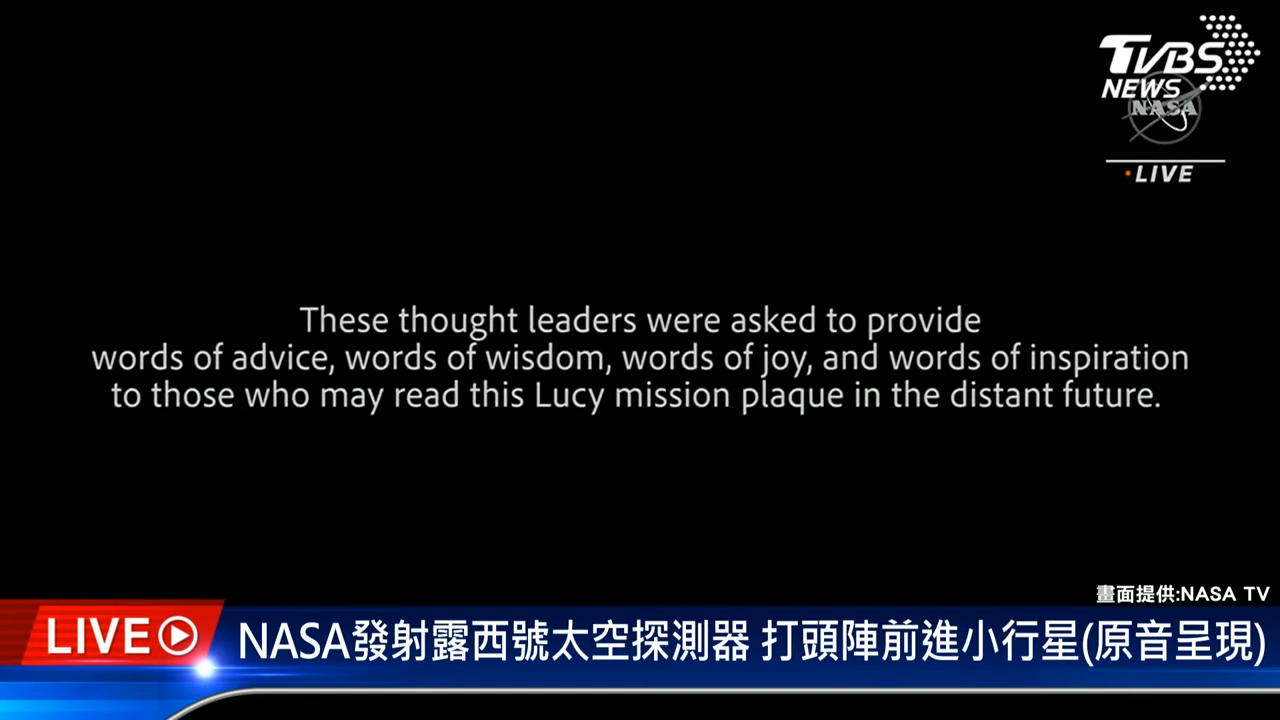 TVBS
NEWS
NASA
LIVE
These thought leaders were asked to provide
words of advice, words of wisdom, words of joy, and words of inspiration
to those who may read this Lucy mission plaque in the distant future.
畫面提供:NASA TV
LIVE
NASA發射露西號太空探測器 打頭陣前進小行星(原音呈現)